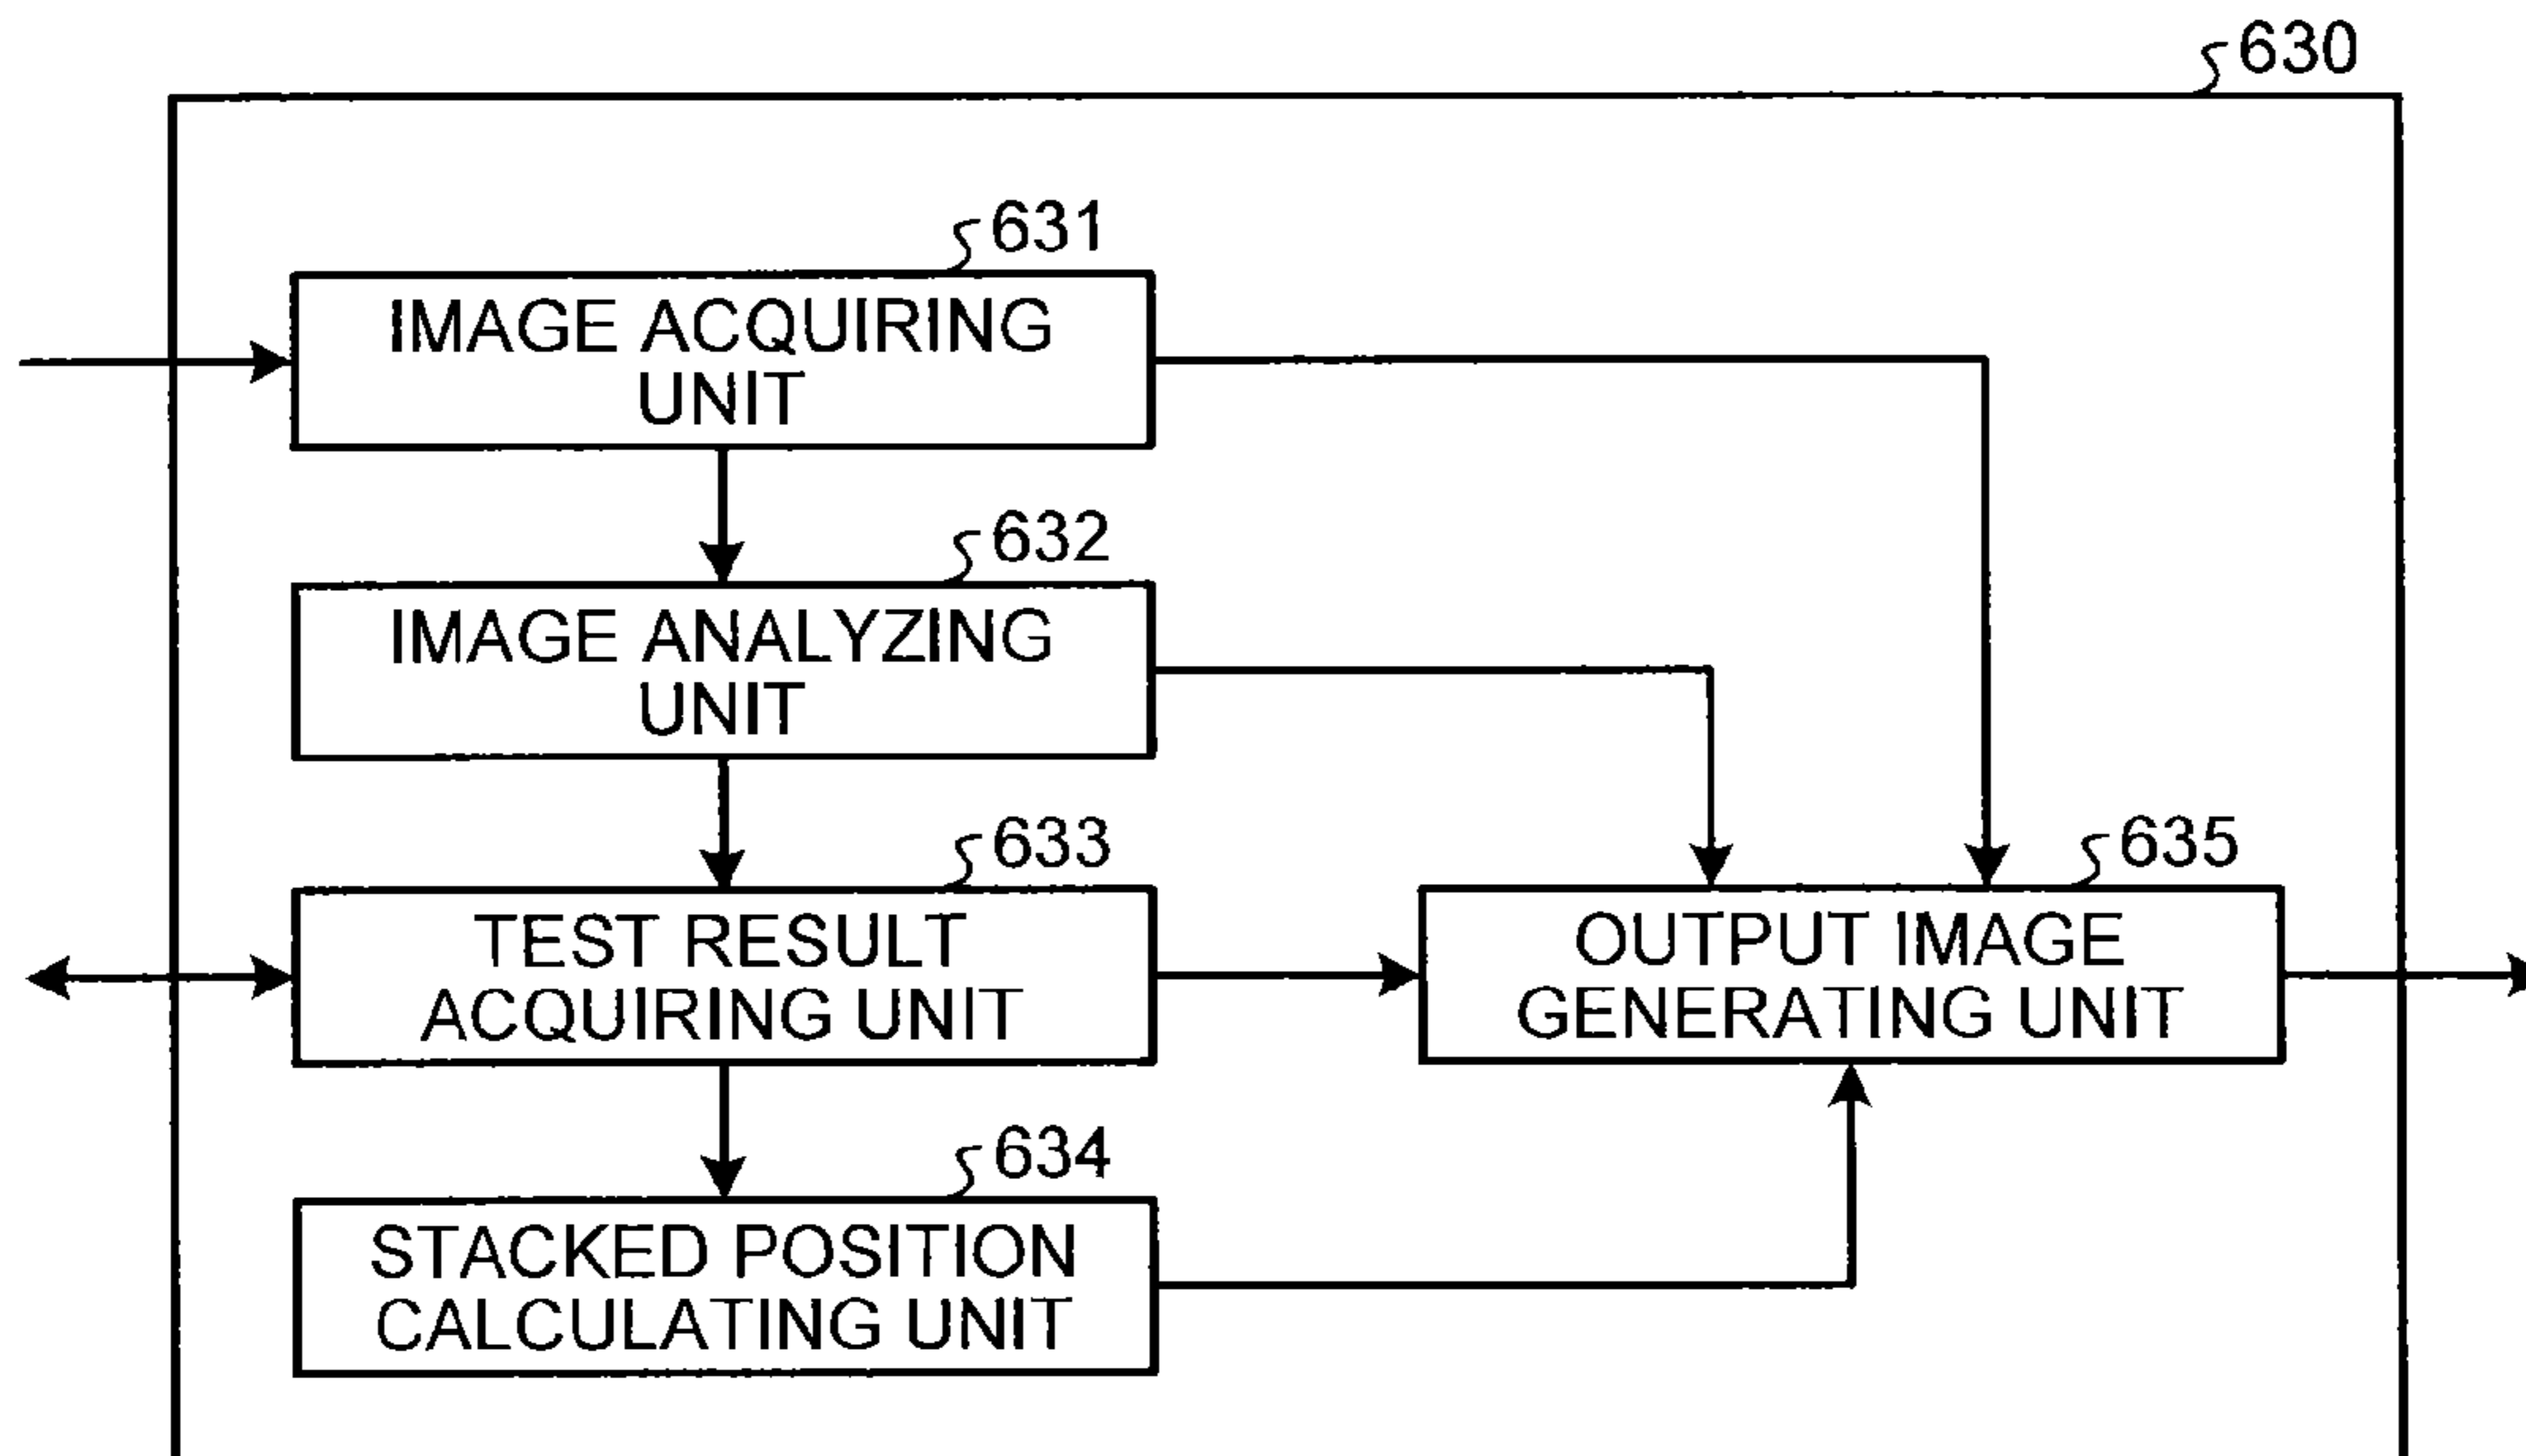 630
631
IMAGE ACQUIRING
UNIT
632
IMAGE ANALYZING
UNIT
633
TEST RESULT
ACQUIRING UNIT
635
OUTPUT IMAGE
GENERATING UNIT
634
STACKED POSITION
CALCULATING UNIT